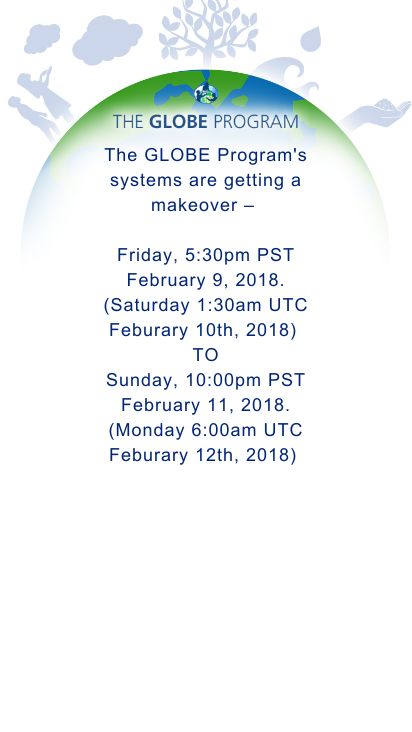 THE GLOBE PROGRAM
The GLOBE Program's
systems are getting a
makeover –
Friday, 5:30pm PST
February 9, 2018.
(Saturday 1:30am UTC
Feburary 10th, 2018)
TO
Sunday, 10:00pm PST
February 11, 2018.
(Monday 6:00am UTC
Feburary 12th, 2018)